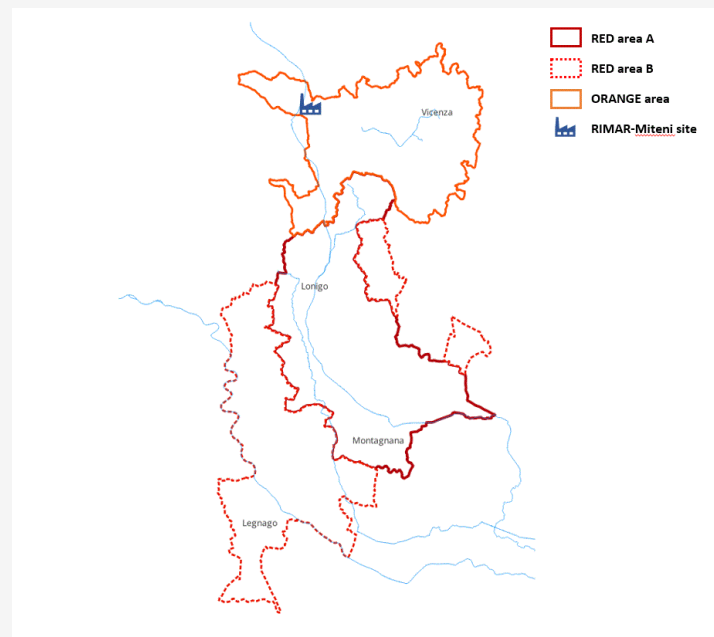 RED area A
RED area B
ORANGE area
RIMAR-Miteni site
Vicenza
Lonigo
Montagnana
Legnago